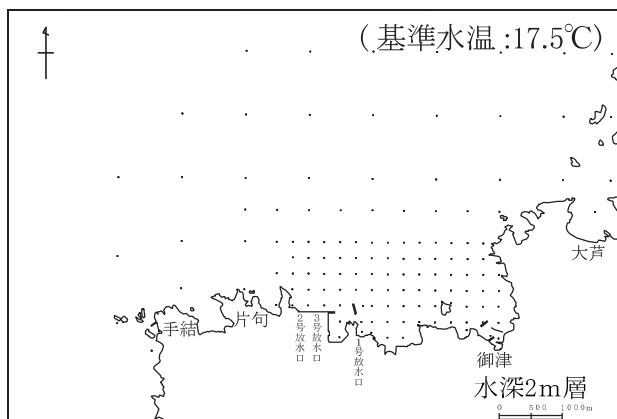 (基準水温:17.5℃)
大芦
手結
片句
2号放水口
3号放水口
1号放水口
御津
水深2m層
0 500 1000m